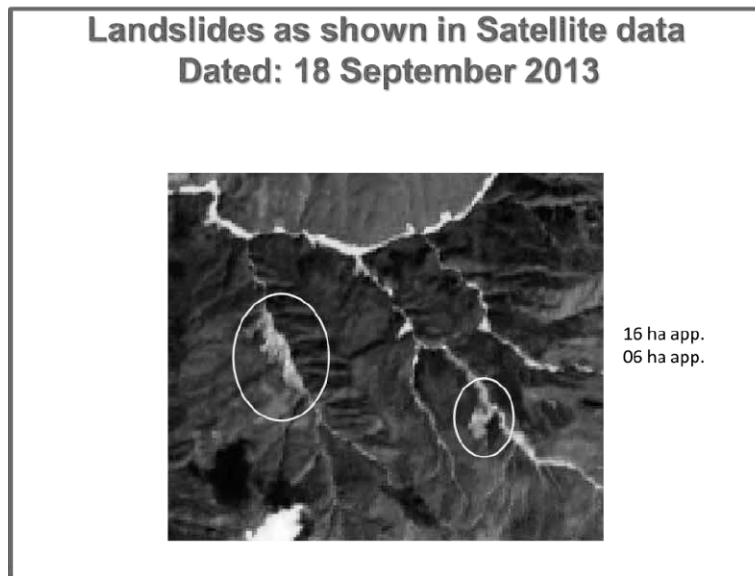 Landslides as shown in Satellite data
Dated: 18 September 2013
16 ha app.
06 ha app.